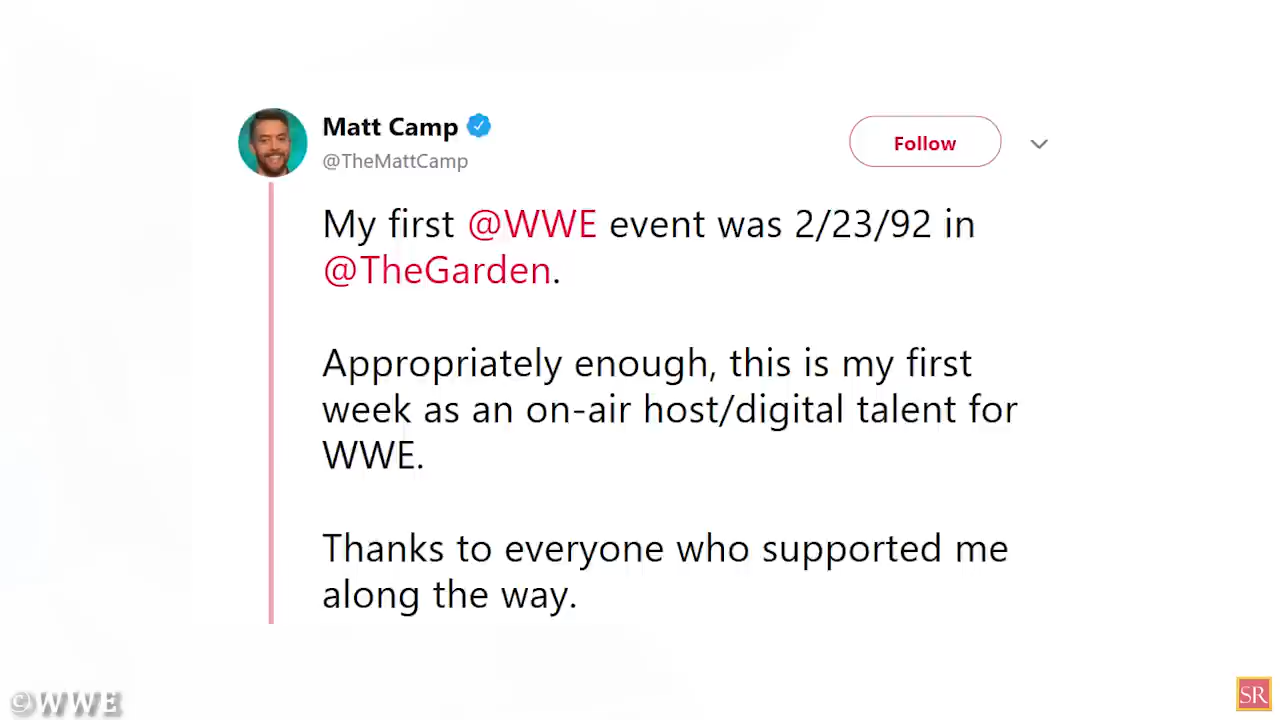 Matt Camp
@TheMattCamp
Follow
My first @WWE event was 2/23/92 in
@TheGarden.
Appropriately enough, this is my first
week as an on-air host/digital talent for
WWE.
Thanks to everyone who supported me
along the way.
©WWE
SR